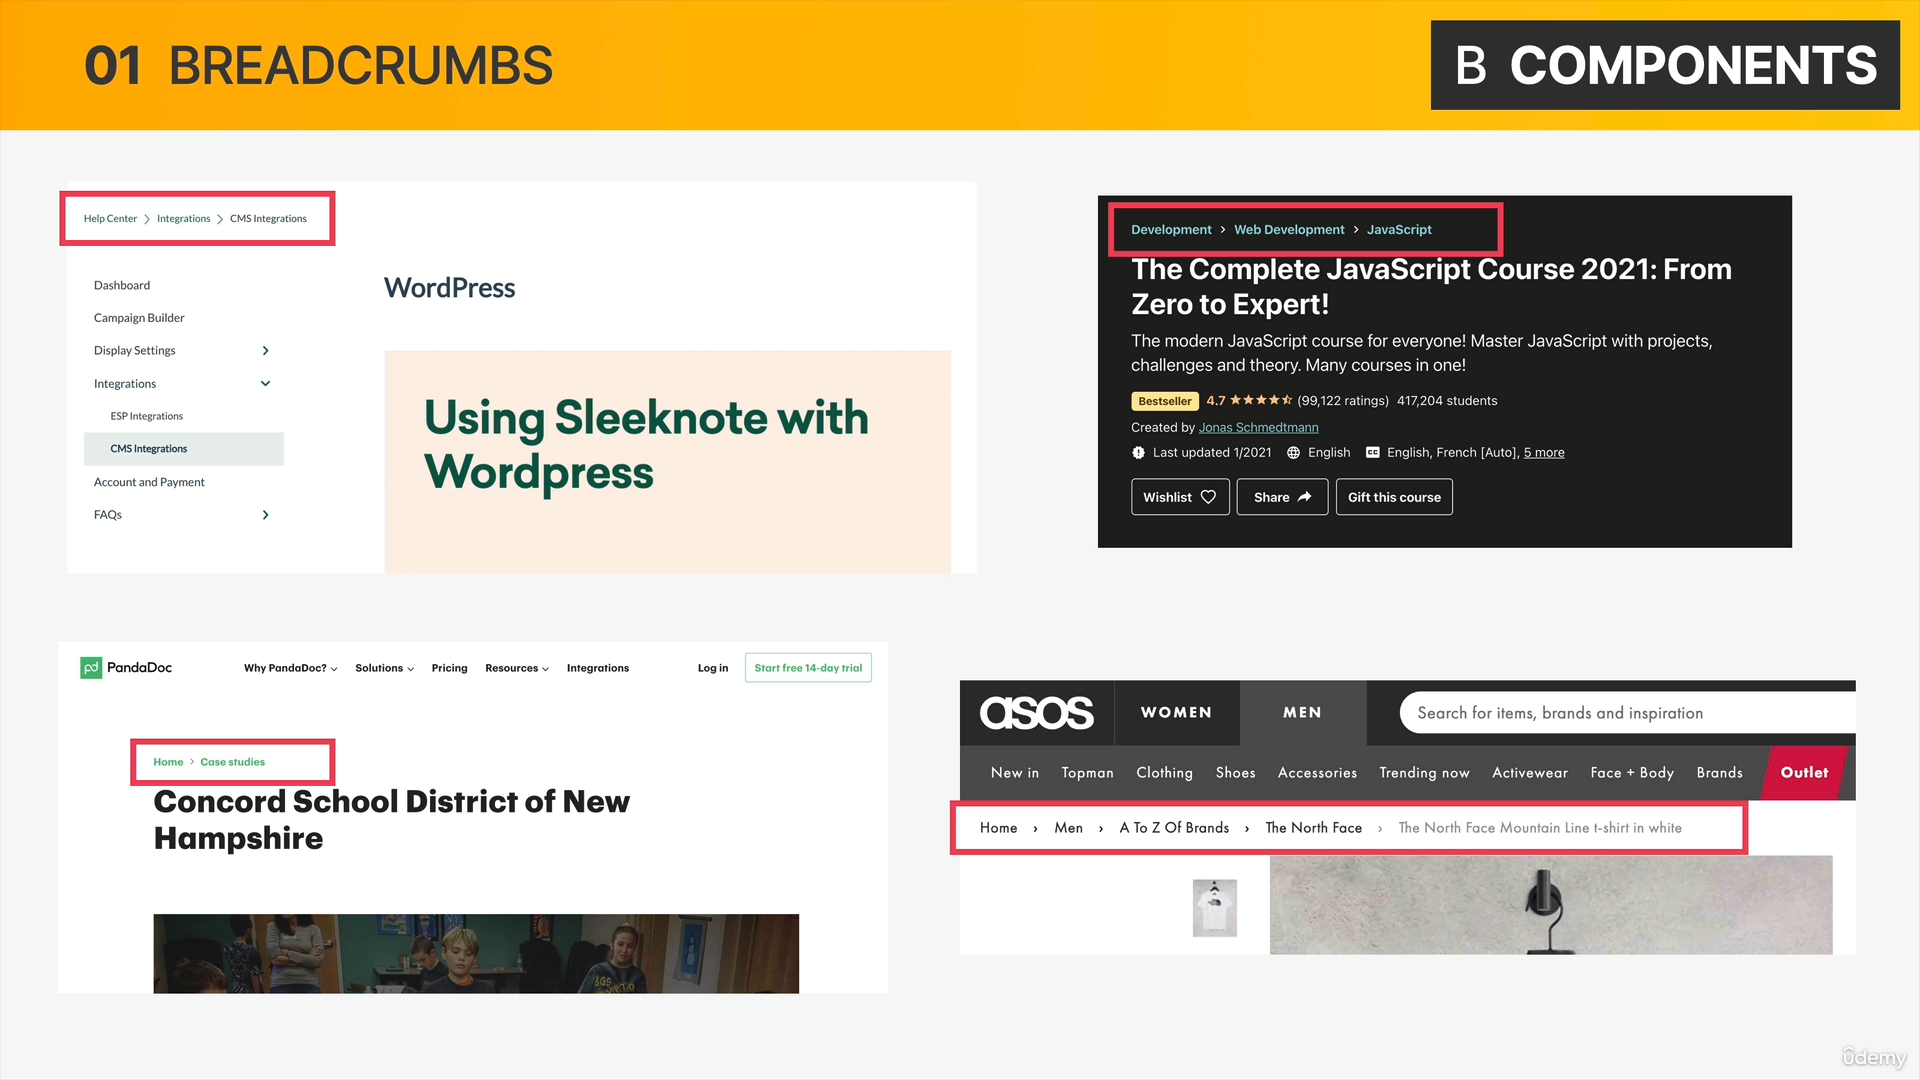 01 BREADCRUMBS
B COMPONENTS
Help Center > Integrations > CMS Integrations
Dashboard
Campaign Builder
Display Settings
Integrations
ESP Integrations
CMS Integrations
Account and Payment
FAQs
WordPress
Using Sleeknote with
Wordpress
Development > Web Development > JavaScript
The Complete JavaScript Course 2021: From
Zero to Expert!
The modern JavaScript course for everyone! Master JavaScript with projects,
challenges and theory. Many courses in one!
Bestseller 4.7 (99,122 ratings) 417,204 students
Created by Jonas Schmedtmann
Last updated 1/2021 English CC English, French [Auto], 5 more
Wishlist Share Gift this course
pd PandaDoc Why PandaDoc? Solutions Pricing Resources Integrations Log in Start free 14-day trial
Home > Case studies
Concord School District of New
Hampshire
asos WOMEN MEN Search for items, brands and inspiration
New in Topman Clothing Shoes Accessories Trending now Activewear Face + Body Brands Outlet
Home > Men > A To Z Of Brands > The North Face > The North Face Mountain Line t-shirt in white
udemy